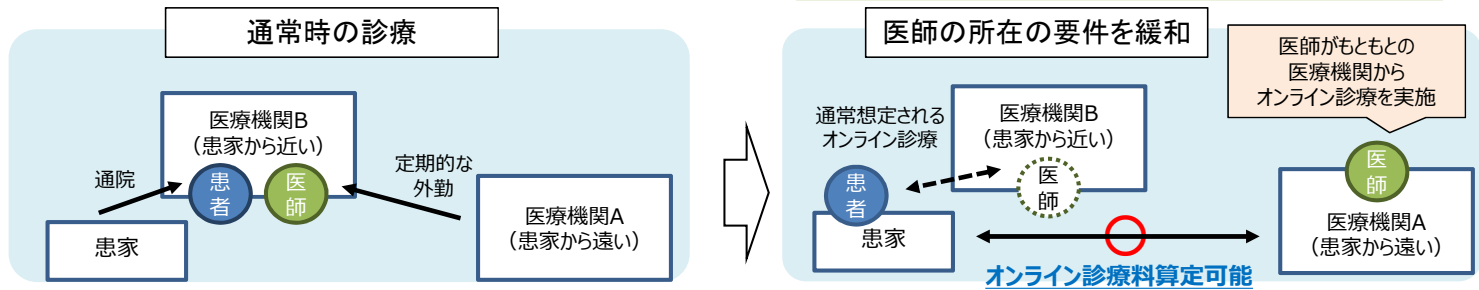 通常時の診療
医療機関B
（患家から近い）
通院
患者
医師
定期的な
外勤
患家
医療機関A
（患家から遠い）
医師の所在の要件を緩和
医師がもともとの
医療機関から
オンライン診療を実施
通常想定される
オンライン診療
医療機関B
（患家から近い）
患者
医師
医師
患家
医療機関A
（患家から遠い）
オンライン診療料算定可能